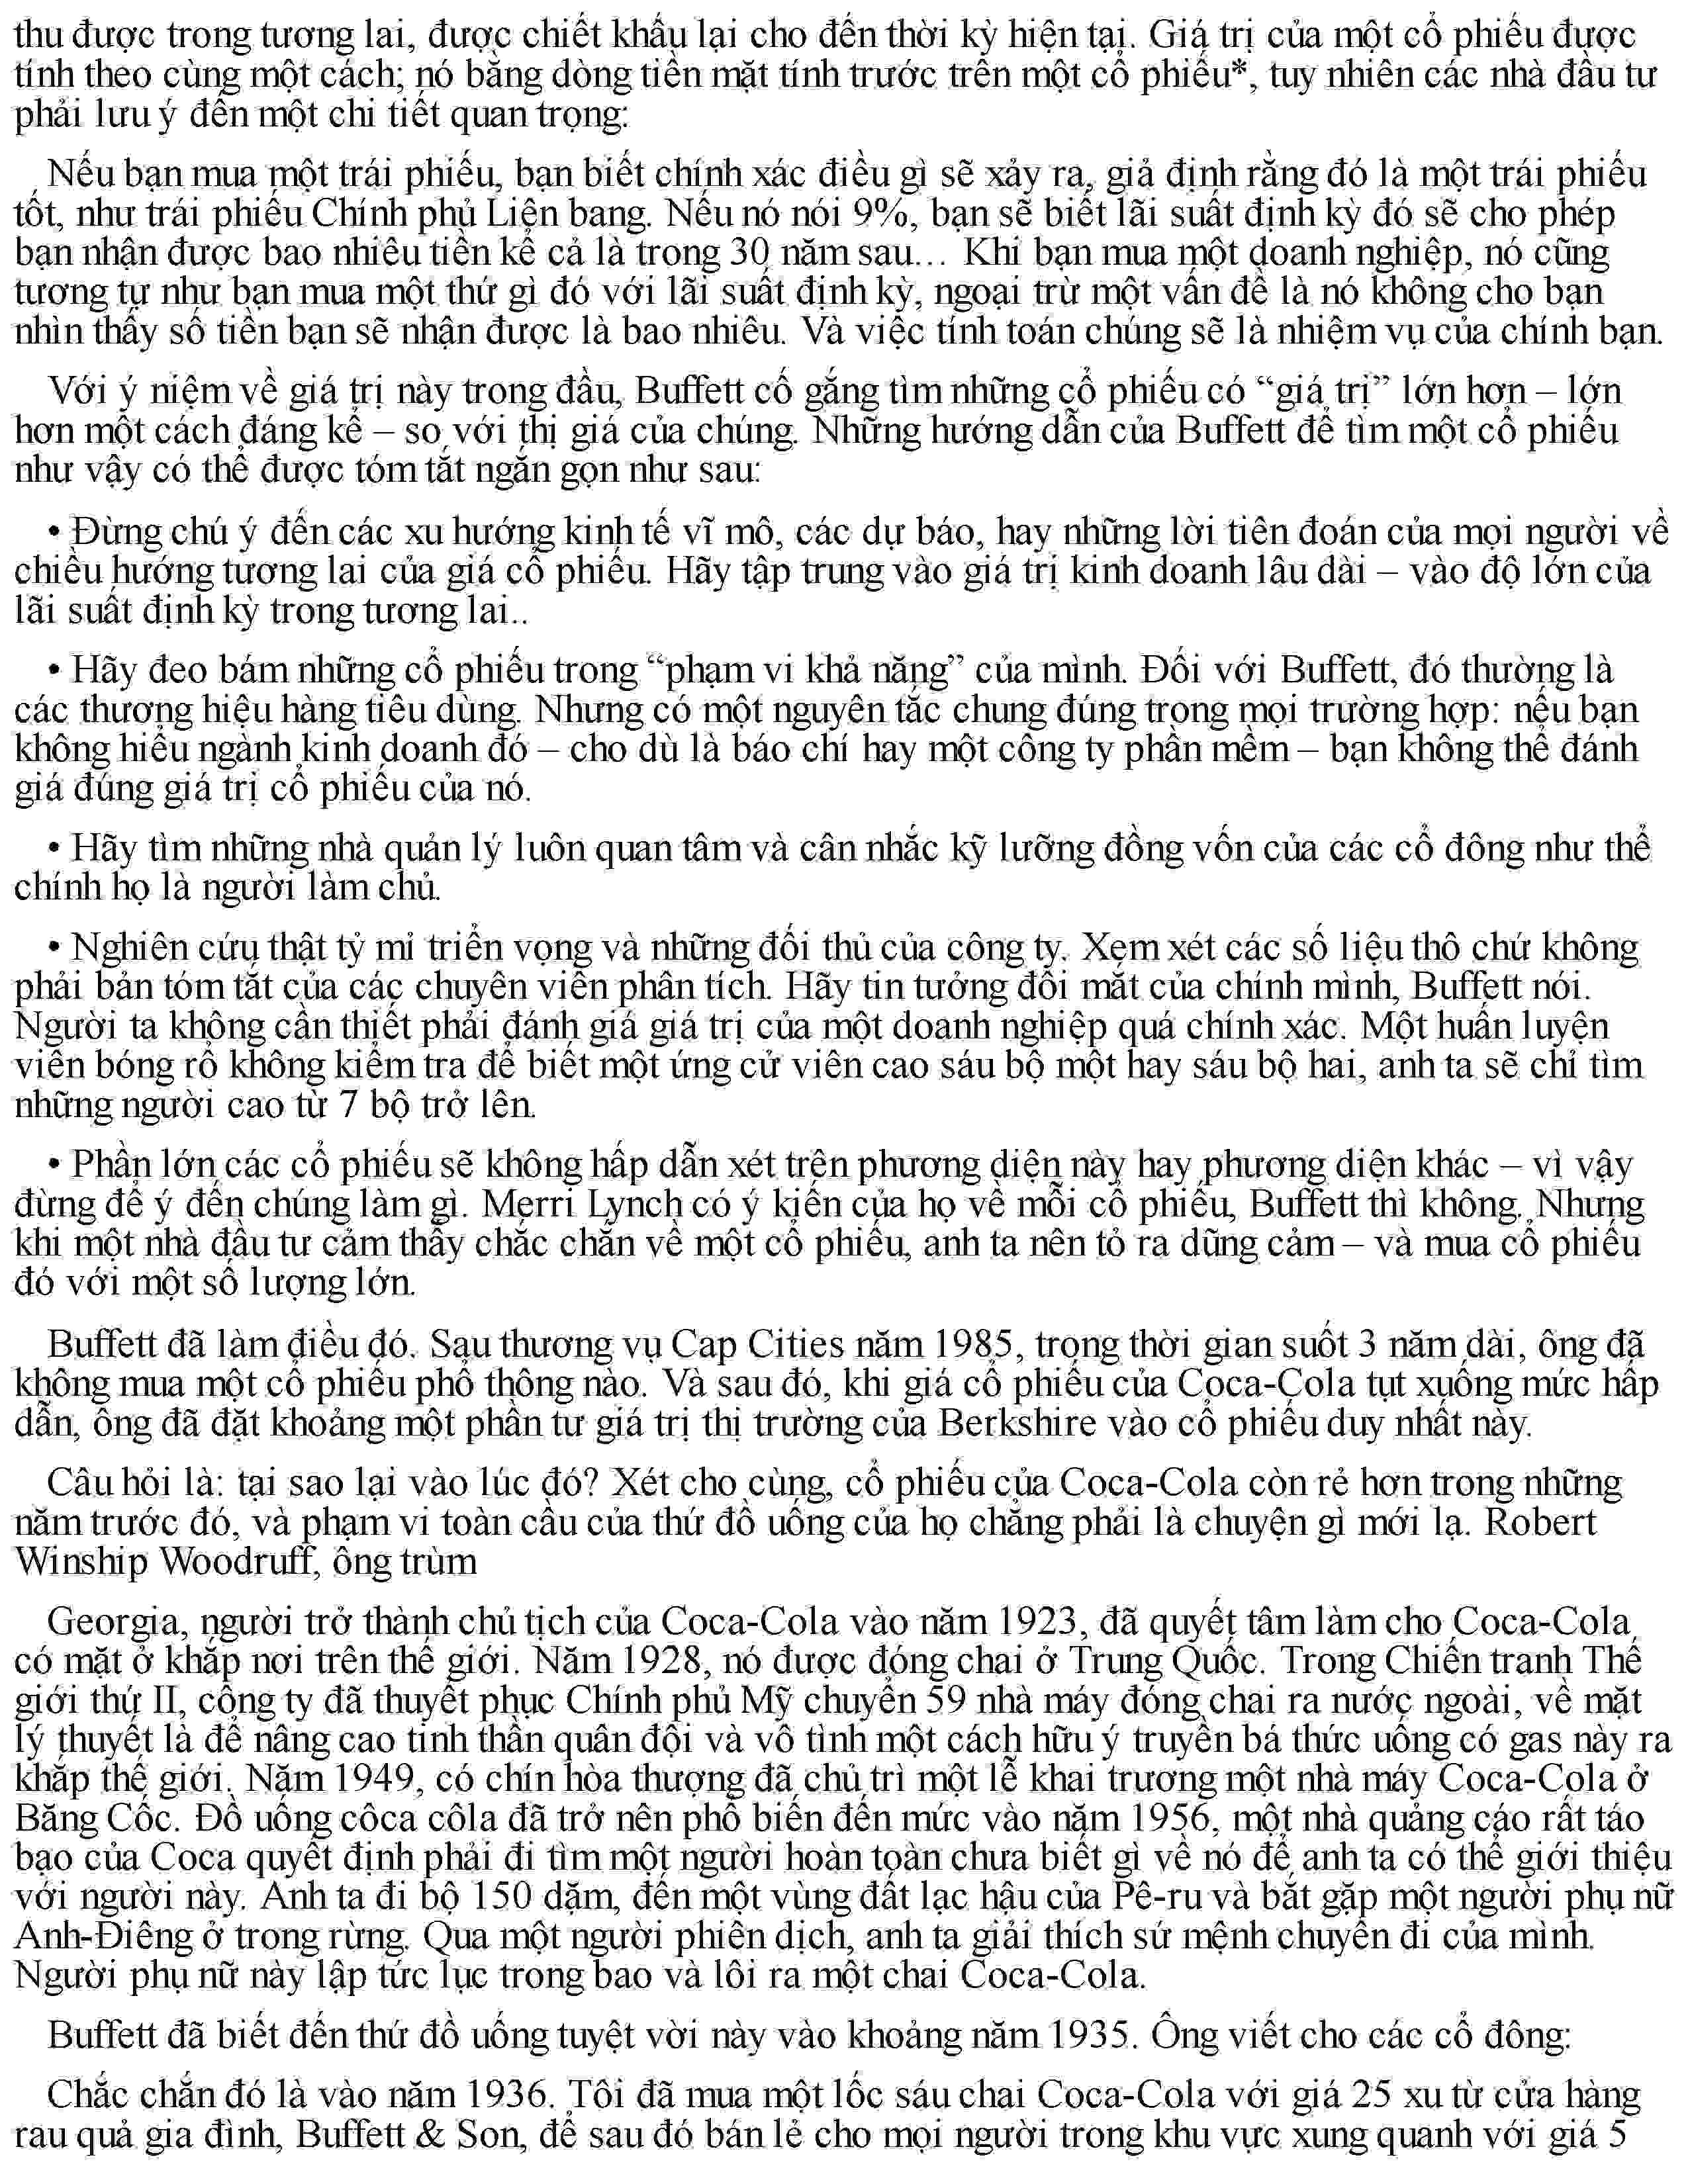 thu được trong tương lai, được chiết khấu lại cho đến thời kỳ hiện tại. Giá trị của một cổ phiếu được
tính theo cùng một cách; nó bằng dòng tiền mặt tính trước trên một cổ phiếu*, tuy nhiên các nhà đầu tư
phải lưu ý đến một chi tiết quan trọng:
Nếu bạn mua một trái phiếu, bạn biết chính xác điều gì sẽ xảy ra, giả định rằng đó là một trái phiếu
tốt, như trái phiếu Chính phủ Liên bang. Nếu nó nói 9%, bạn sẽ biết lãi suất định kỳ đó sẽ cho phép
bạn nhận được bao nhiêu tiền kể cả là trong 30 năm sau… Khi bạn mua một doanh nghiệp, nó cũng
tương tự như bạn mua một thứ gì đó với lãi suất định kỳ, ngoại trừ một vấn đề là nó không cho bạn
nhìn thấy số tiền bạn sẽ nhận được là bao nhiêu. Và việc tính toán chúng sẽ là nhiệm vụ của chính bạn.
Với ý niệm về giá trị này trong đầu, Buffett cố gắng tìm những cổ phiếu có “giá trị” lớn hơn – lớn
hơn một cách đáng kể – so với thị giá của chúng. Những hướng dẫn của Buffett để tìm một cổ phiếu
như vậy có thể được tóm tắt ngắn gọn như sau:
• Đừng chú ý đến các xu hướng kinh tế vĩ mô, các dự báo, hay những lời tiên đoán của mọi người về
chiều hướng tương lai của giá cổ phiếu. Hãy tập trung vào giá trị kinh doanh lâu dài – vào độ lớn của
lãi suất định kỳ trong tương lai..
• Hãy đeo bám những cổ phiếu trong “phạm vi khả năng” của mình. Đối với Buffett, đó thường là
các thương hiệu hàng tiêu dùng. Nhưng có một nguyên tắc chung đúng trong mọi trường hợp: nếu bạn
không hiểu ngành kinh doanh đó – cho dù là báo chí hay một công ty phần mềm – bạn không thể đánh
giá đúng giá trị cổ phiếu của nó.
• Hãy tìm những nhà quản lý luôn quan tâm và cân nhắc kỹ lưỡng đồng vốn của các cổ đông như thể
chính họ là người làm chủ.
• Nghiên cứu thật tỷ mỉ triển vọng và những đối thủ của công ty. Xem xét các số liệu thô chứ không
phải bản tóm tắt của các chuyên viên phân tích. Hãy tin tưởng đôi mắt của chính mình, Buffett nói.
Người ta không cần thiết phải đánh giá giá trị của một doanh nghiệp quá chính xác. Một huấn luyện
viên bóng rổ không kiểm tra để biết một ứng cử viên cao sáu bộ một hay sáu bộ hai, anh ta sẽ chỉ tìm
những người cao từ 7 bộ trở lên.
• Phần lớn các cổ phiếu sẽ không hấp dẫn xét trên phương diện này hay phương diện khác – vì vậy
đừng để ý đến chúng làm gì. Merri Lynch có ý kiến của họ về mỗi cổ phiếu, Buffett thì không. Nhưng
khi một nhà đầu tư cảm thấy chắc chắn về một cổ phiếu, anh ta nên tỏ ra dũng cảm – và mua cổ phiếu
đó với một số lượng lớn.
Buffett đã làm điều đó. Sau thương vụ Cap Cities năm 1985, trong thời gian suốt 3 năm dài, ông đã
không mua một cổ phiếu phổ thông nào. Và sau đó, khi giá cổ phiếu của Coca-Cola tụt xuống mức hấp
dẫn, ông đã đặt khoảng một phần tư giá trị thị trường của Berkshire vào cổ phiếu duy nhất này.
Câu hỏi là: tại sao lại vào lúc đó? Xét cho cùng, cổ phiếu của Coca-Cola còn rẻ hơn trong những
năm trước đó, và phạm vi toàn cầu của thứ đồ uống của họ chẳng phải là chuyện gì mới lạ. Robert
Winship Woodruff, ông trùm
Georgia, người trở thành chủ tịch của Coca-Cola vào năm 1923, đã quyết tâm làm cho Coca-Cola
có mặt ở khắp nơi trên thế giới. Năm 1928, nó được đóng chai ở Trung Quốc. Trong Chiến tranh Thế
giới thứ II, công ty đã thuyết phục Chính phủ Mỹ chuyển 59 nhà máy đóng chai ra nước ngoài, về mặt
lý thuyết là để nâng cao tinh thần quân đội và vô tình một cách hữu ý truyền bá thức uống có gas này ra
khắp thế giới. Năm 1949, có chín hòa thượng đã chủ trì một lễ khai trương một nhà máy Coca-Cola ở
Băng Cốc. Đồ uống côca côla đã trở nên phổ biến đến mức vào năm 1956, một nhà quảng cáo rất táo
bạo của Coca quyết định phải đi tìm một người hoàn toàn chưa biết gì về nó để anh ta có thể giới thiệu
với người này. Anh ta đi bộ 150 dặm, đến một vùng đất lạc hậu của Pê-ru và bắt gặp một người phụ nữ
Anh-Điêng ở trong rừng. Qua một người phiên dịch, anh ta giải thích sứ mệnh chuyến đi của mình.
Người phụ nữ này lập tức lục trong bao và lôi ra một chai Coca-Cola.
Buffett đã biết đến thứ đồ uống tuyệt vời này vào khoảng năm 1935. Ông viết cho các cổ đông:
Chắc chắn đó là vào năm 1936. Tôi đã mua một lốc sáu chai Coca-Cola với giá 25 xu từ cửa hàng
rau quả gia đình, Buffett & Son, để sau đó bán lẻ cho mọi người trong khu vực xung quanh với giá 5